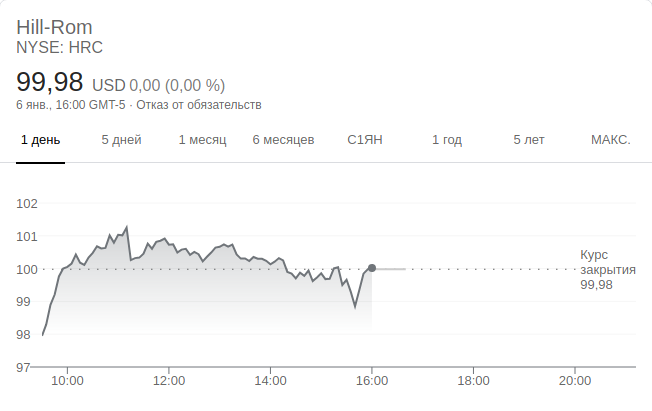 Hill-Rom
NYSE: HRC
99,98 USD 0,00 (0,00 %)
6 янв., 16:00 GMT-5 · Отказ от обязательств
1 день 5 дней 1 месяц 6 месяцев С1ЯН 1 год 5 лет МАКС.
102
101
100
99
98
97
Курс
закрытия
99,98
10:00 12:00 14:00 16:00 18:00 20:00